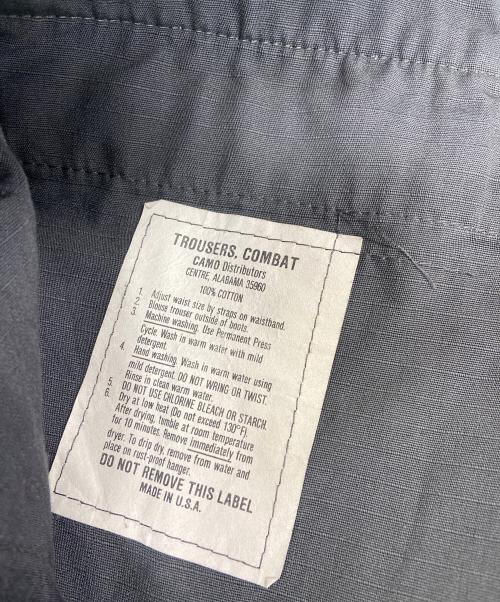 TROUSERS, COMBAT
CAMO Distributors
CENTRE, ALABAMA 35960
100% COTTON
1. Adjust waist size by straps on waistband.
2. Blouse trouser outside of boots.
3. Machine washing. Use Permanent Press
Cycle. Wash in warm water with mild
detergent.
4. Hand washing. Wash in warm water using
mild detergent. DO NOT WRING OR TWIST.
Rinse in clean warm water.
5. DO NOT USE CHLORINE BLEACH OR STARCH.
6. Dry at low heat (Do not exceed 130°F).
After drying, tumble at room temperature
for 10 minutes. Remove immediately from
dryer. To drip dry, remove from water and
place on rust-proof hanger.
DO NOT REMOVE THIS LABEL
MADE IN U.S.A.